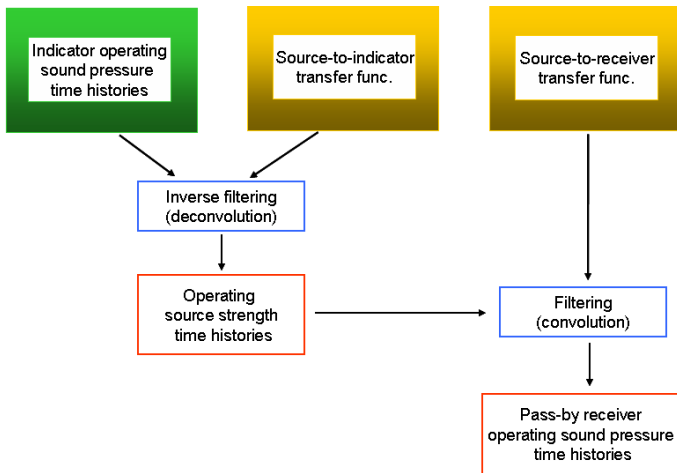 Indicator operating
sound pressure
time histories
Source-to-indicator
transfer func.
Source-to-receiver
transfer func.
Inverse filtering
(deconvolution)
Operating
source strength
time histories
Filtering
(convolution)
Pass-by receiver
operating sound pressure
time histories